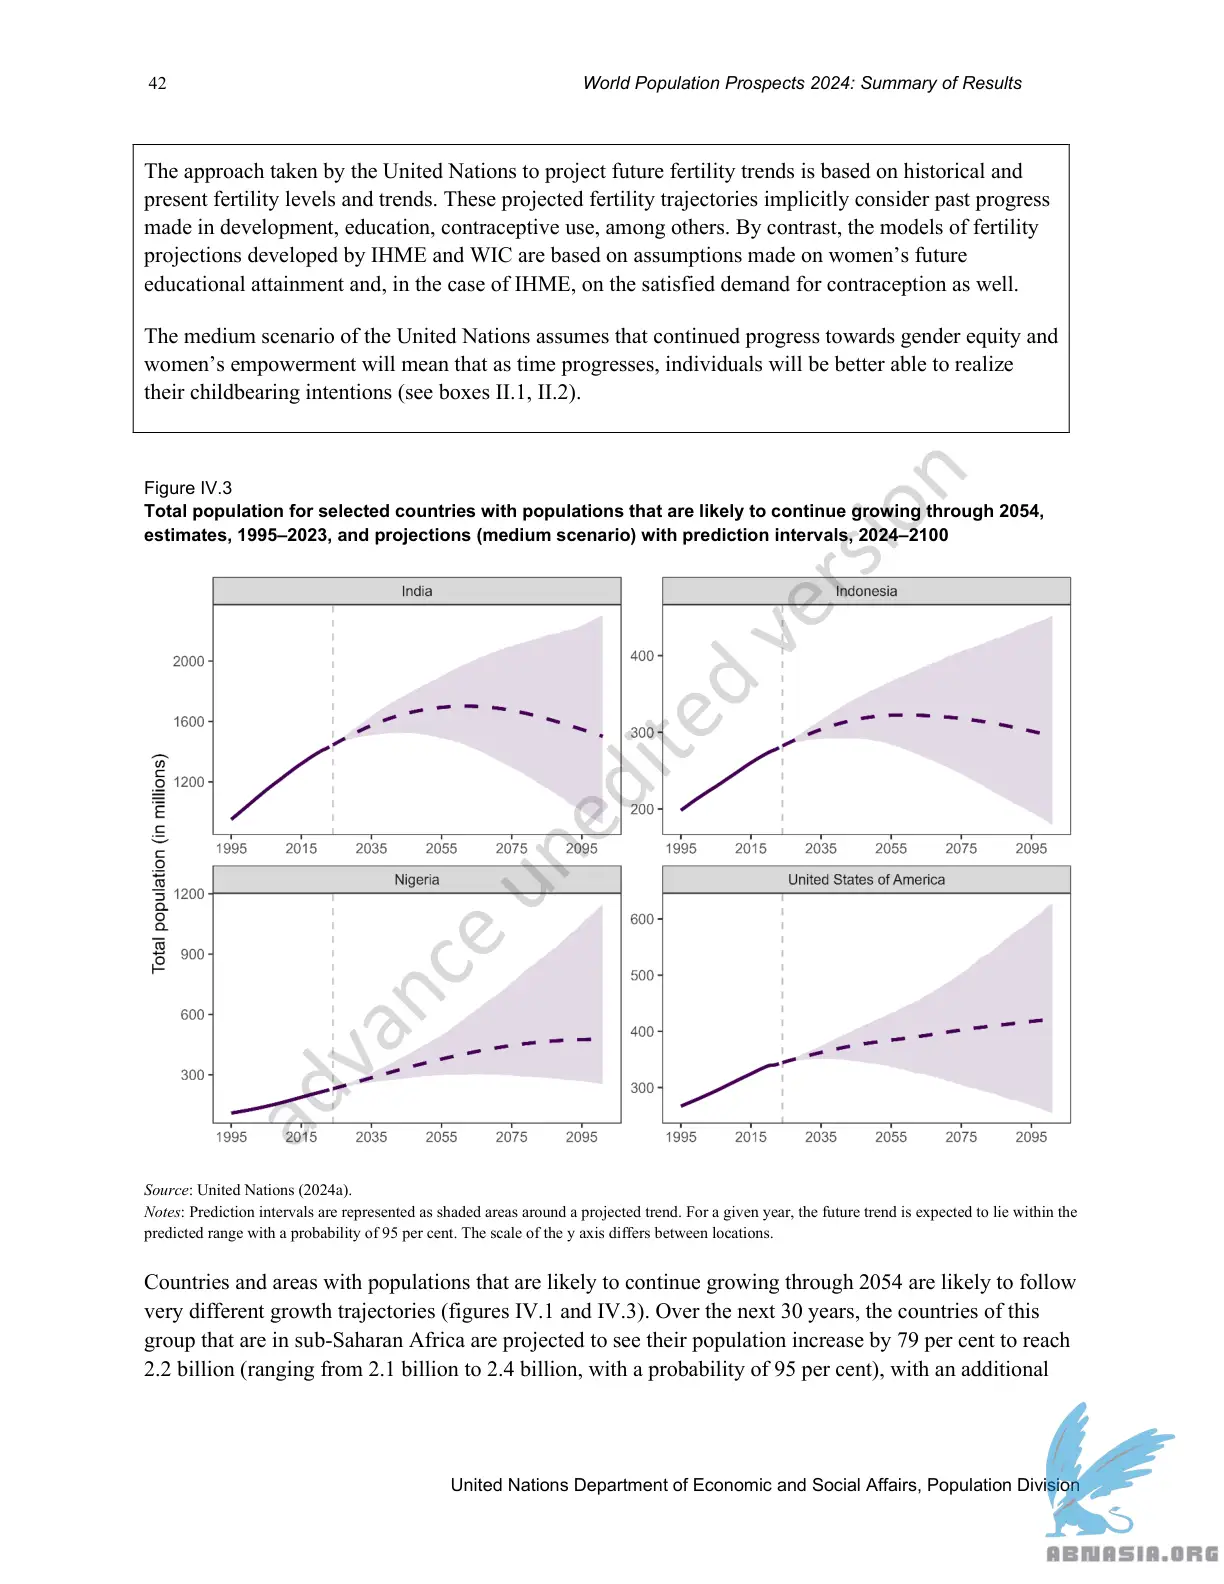 42
World Population Prospects 2024: Summary of Results
The approach taken by the United Nations to project future fertility trends is based on historical and
present fertility levels and trends. These projected fertility trajectories implicitly consider past progress
made in development, education, contraceptive use, among others. By contrast, the models of fertility
projections developed by IHME and WIC are based on assumptions made on women’s future
educational attainment and, in the case of IHME, on the satisfied demand for contraception as well.
The medium scenario of the United Nations assumes that continued progress towards gender equity and
women’s empowerment will mean that as time progresses, individuals will be better able to realize
their childbearing intentions (see boxes II.1, II.2).
Figure IV.3
Total population for selected countries with populations that are likely to continue growing through 2054,
estimates, 1995–2023, and projections (medium scenario) with prediction intervals, 2024–2100
Total population (in millions)
India
2000
1600
1200
1995 2015 2035 2055 2075 2095
Indonesia
400
300
200
1995 2015 2035 2055 2075 2095
Nigeria
1200
900
600
300
1995 2015 2035 2055 2075 2095
United States of America
600
500
400
300
1995 2015 2035 2055 2075 2095
advance unedited version
Source: United Nations (2024a).
Notes: Prediction intervals are represented as shaded areas around a projected trend. For a given year, the future trend is expected to lie within the
predicted range with a probability of 95 per cent. The scale of the y axis differs between locations.
Countries and areas with populations that are likely to continue growing through 2054 are likely to follow
very different growth trajectories (figures IV.1 and IV.3). Over the next 30 years, the countries of this
group that are in sub-Saharan Africa are projected to see their population increase by 79 per cent to reach
2.2 billion (ranging from 2.1 billion to 2.4 billion, with a probability of 95 per cent), with an additional
United Nations Department of Economic and Social Affairs, Population Division
ABNASIA.ORG